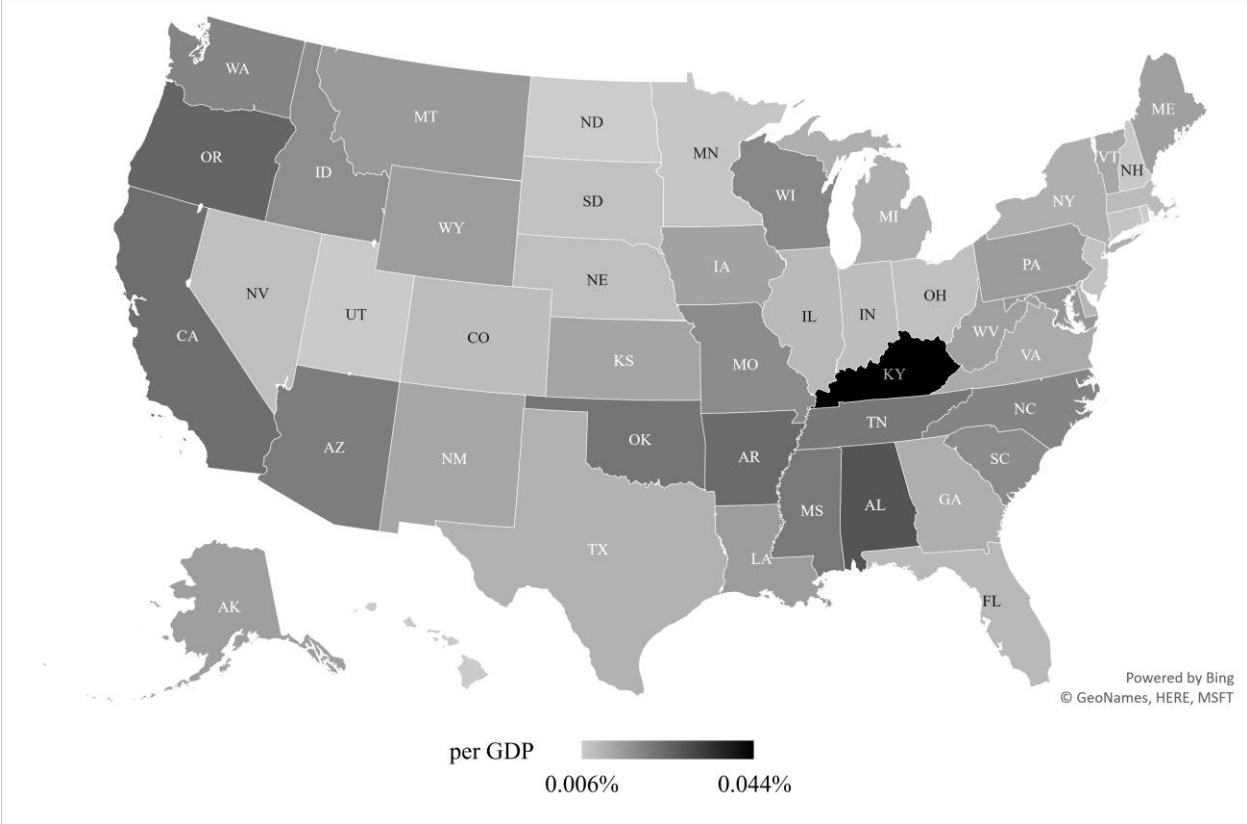 WA
MT
ND
MN
ME
VT
NH
OR
ID
SD
WI
NY
MI
WY
IA
PA
NE
NV
UT
CO
IL
IN
OH
WV
VA
CA
KS
MO
KY
AZ
NM
OK
AR
TN
NC
SC
MS
AL
GA
TX
LA
FL
AK
Powered by Bing
© GeoNames, HERE, MSFT
per GDP
0.006% 0.044%